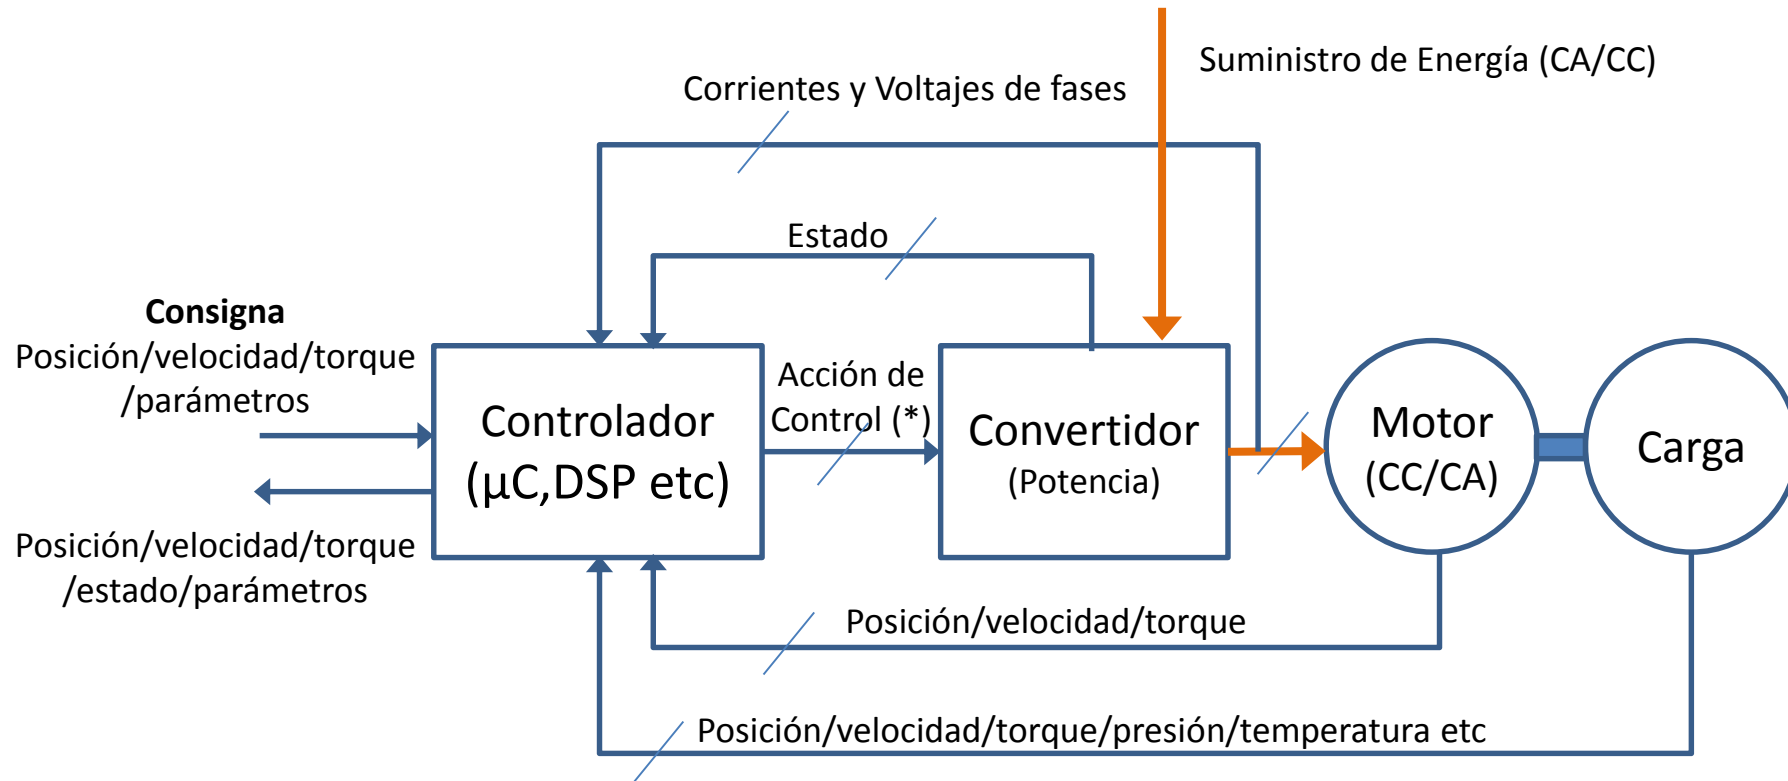 Suministro de Energía (CA/CC)
Corrientes y Voltajes de fases
Estado
Consigna
Posición/velocidad/torque
/parámetros
Acción de
Control (*)
Controlador
(µC,DSP etc)
Convertidor
(Potencia)
Motor
(CC/CA)
Carga
Posición/velocidad/torque
/estado/parámetros
Posición/velocidad/torque
Posición/velocidad/torque/presión/temperatura etc